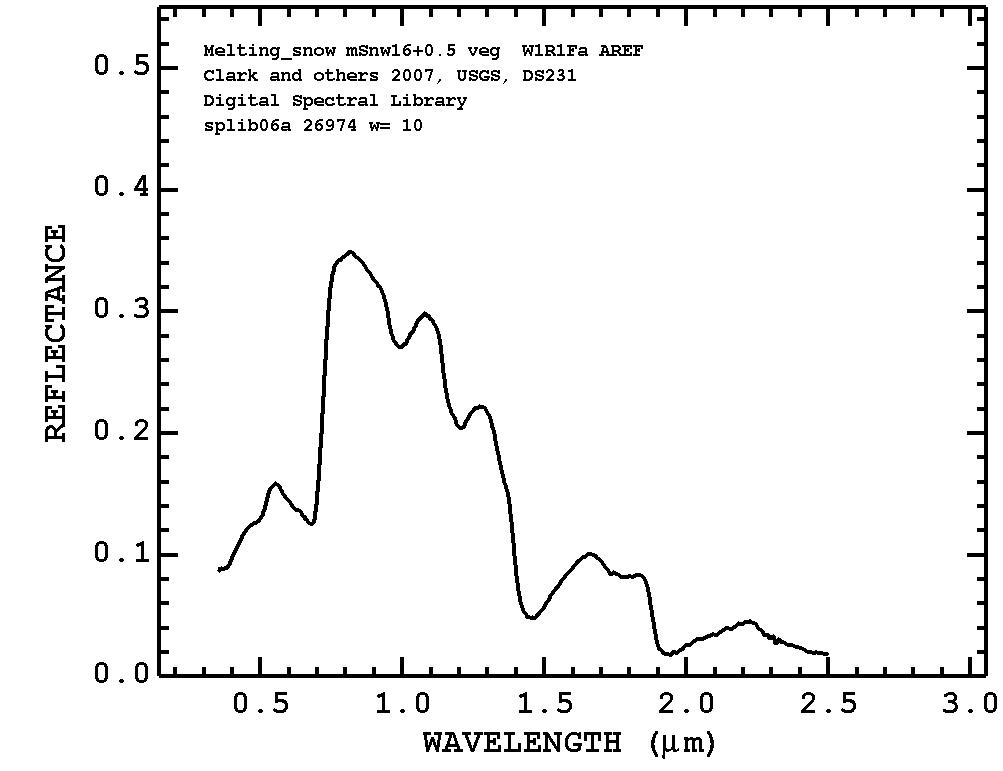 Melting_snow mSnw16+0.5 veg  W1R1Fa AREF
Clark and others 2007, USGS, DS231
Digital Spectral Library
splib06a 26974 w= 10
0.5
0.4
0.3
0.2
0.1
0.0
REFLECTANCE
0.5 1.0 1.5 2.0 2.5 3.0
WAVELENGTH (μm)